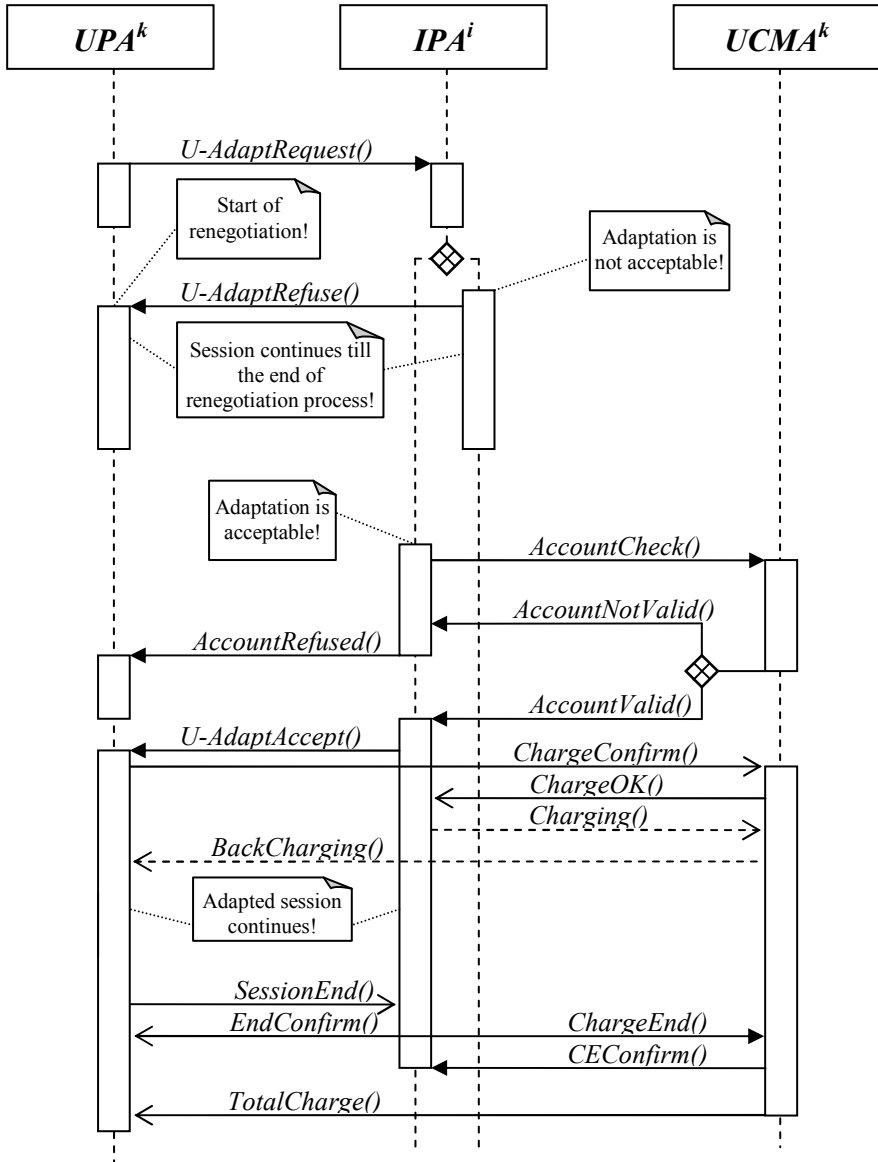 UPA^k IPA^i UCMA^k
U-AdaptRequest()
Start of
renegotiation!
Adaptation is
not acceptable!
U-AdaptRefuse()
Session continues till
the end of
renegotiation process!
Adaptation is
acceptable!
AccountCheck()
AccountNotValid()
AccountRefused()
AccountValid()
U-AdaptAccept()
ChargeConfirm()
ChargeOK()
Charging()
BackCharging()
Adapted session
continues!
SessionEnd()
EndConfirm() ChargeEnd()
CEConfirm()
TotalCharge()